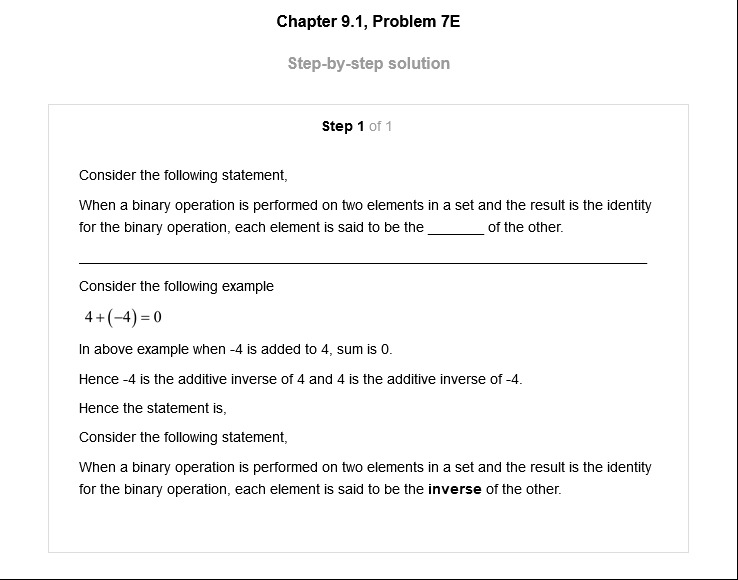 Chapter 9.1, Problem 7E
Step-by-step solution
Step 1 of 1
Consider the following statement,
When a binary operation is performed on two elements in a set and the result is the identity
for the binary operation, each element is said to be the _______ of the other.
Consider the following example
4+(−4)=0
In above example when -4 is added to 4, sum is 0.
Hence -4 is the additive inverse of 4 and 4 is the additive inverse of -4.
Hence the statement is,
Consider the following statement,
When a binary operation is performed on two elements in a set and the result is the identity
for the binary operation, each element is said to be the inverse of the other.